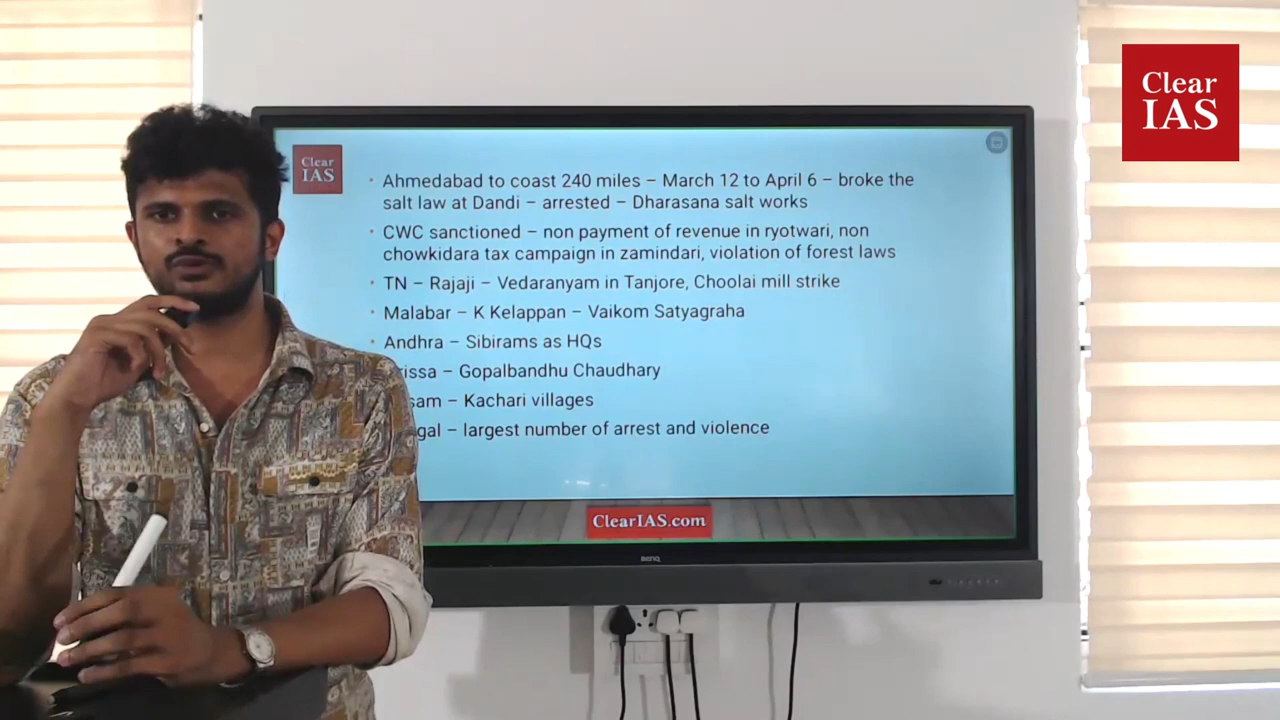 Clear
IAS
Clear
IAS
Ahmedabad to coast 240 miles – March 12 to April 6 – broke the
salt law at Dandi – arrested – Dharasana salt works
CWC sanctioned – non payment of revenue in ryotwari, non
chowkidara tax campaign in zamindari, violation of forest laws
TN – Rajaji – Vedaranyam in Tanjore, Choolai mill strike
Malabar – K Kelappan – Vaikom Satyagraha
Andhra – Sibirams as HQs
rissa – Gopalbandhu Chaudhary
sam – Kachari villages
gal – largest number of arrest and violence
ClearIAS.com
BenQ